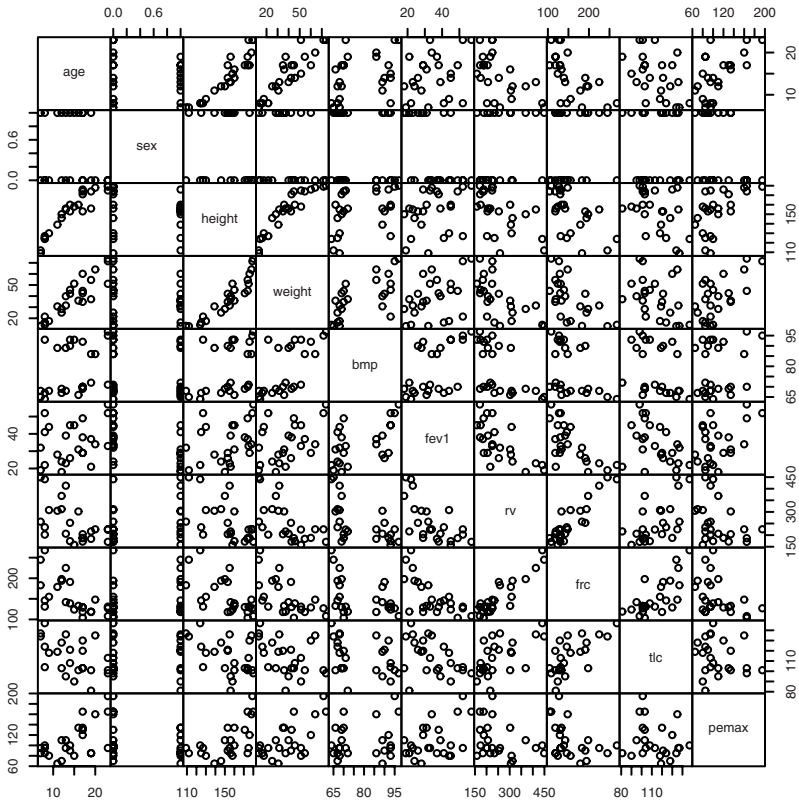 0.0 0.6 20 50 20 40 100 200 60 120 200
age 10 20
0.0 0.6 sex
height 110 150
20 50 weight
bmp 65 80 95
20 40 fev1
rv 150 300 450
100 200 frc
tlc 80 110
60 120 200 pemax
10 20 110 150 65 80 95 150 300 450 80 110